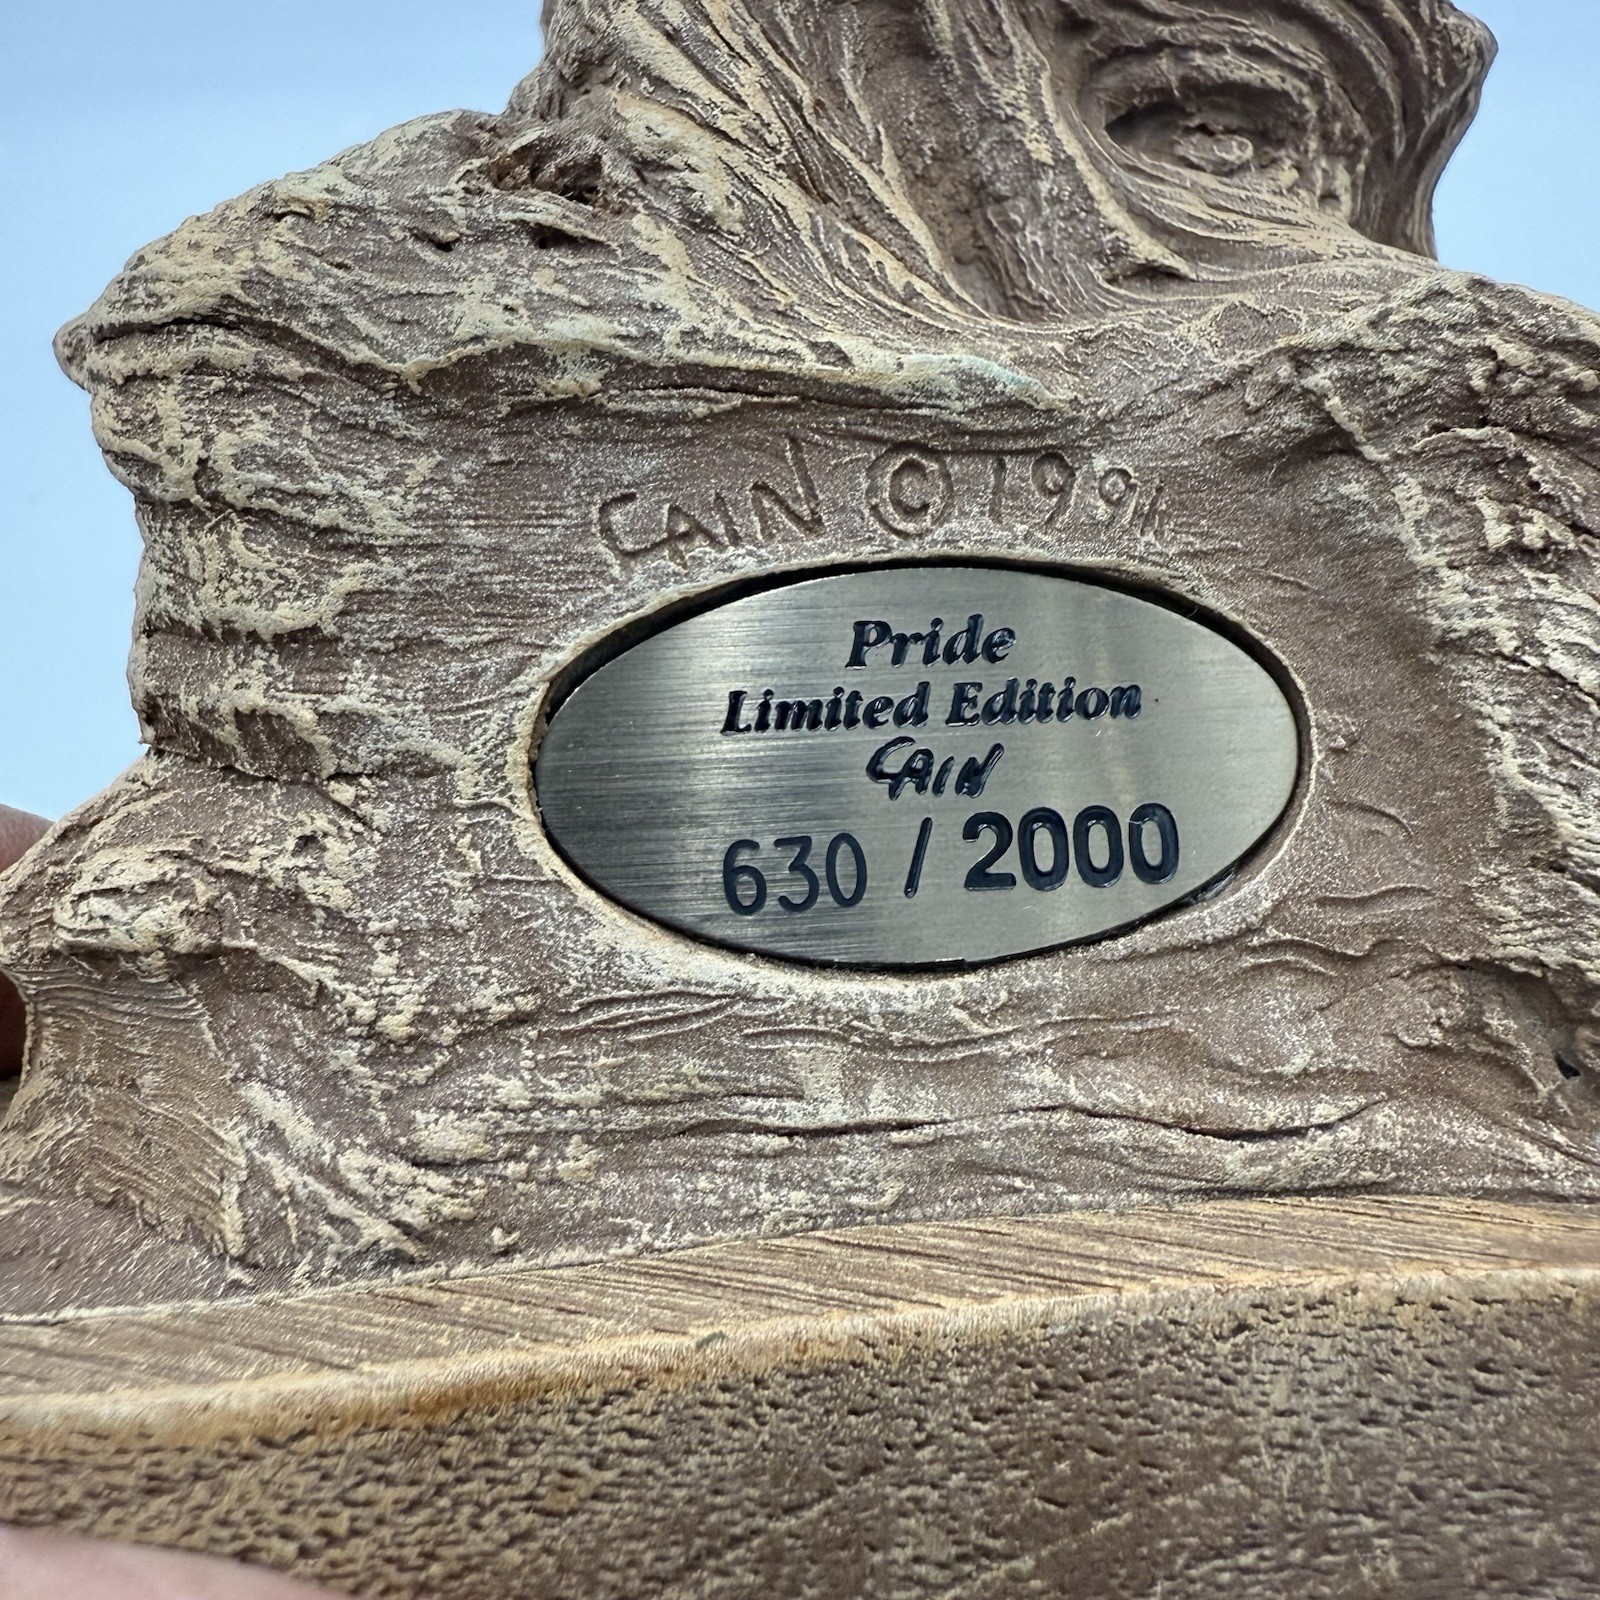 CAIN © 1991
Pride
Limited Edition
CAIN
630 / 2000